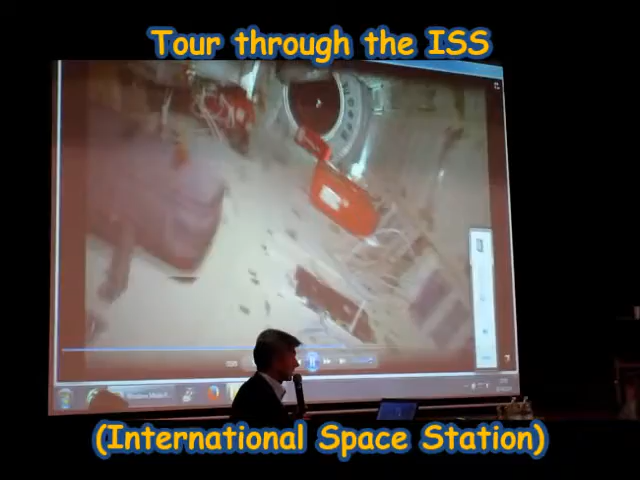 Tour through the ISS
(International Space Station)